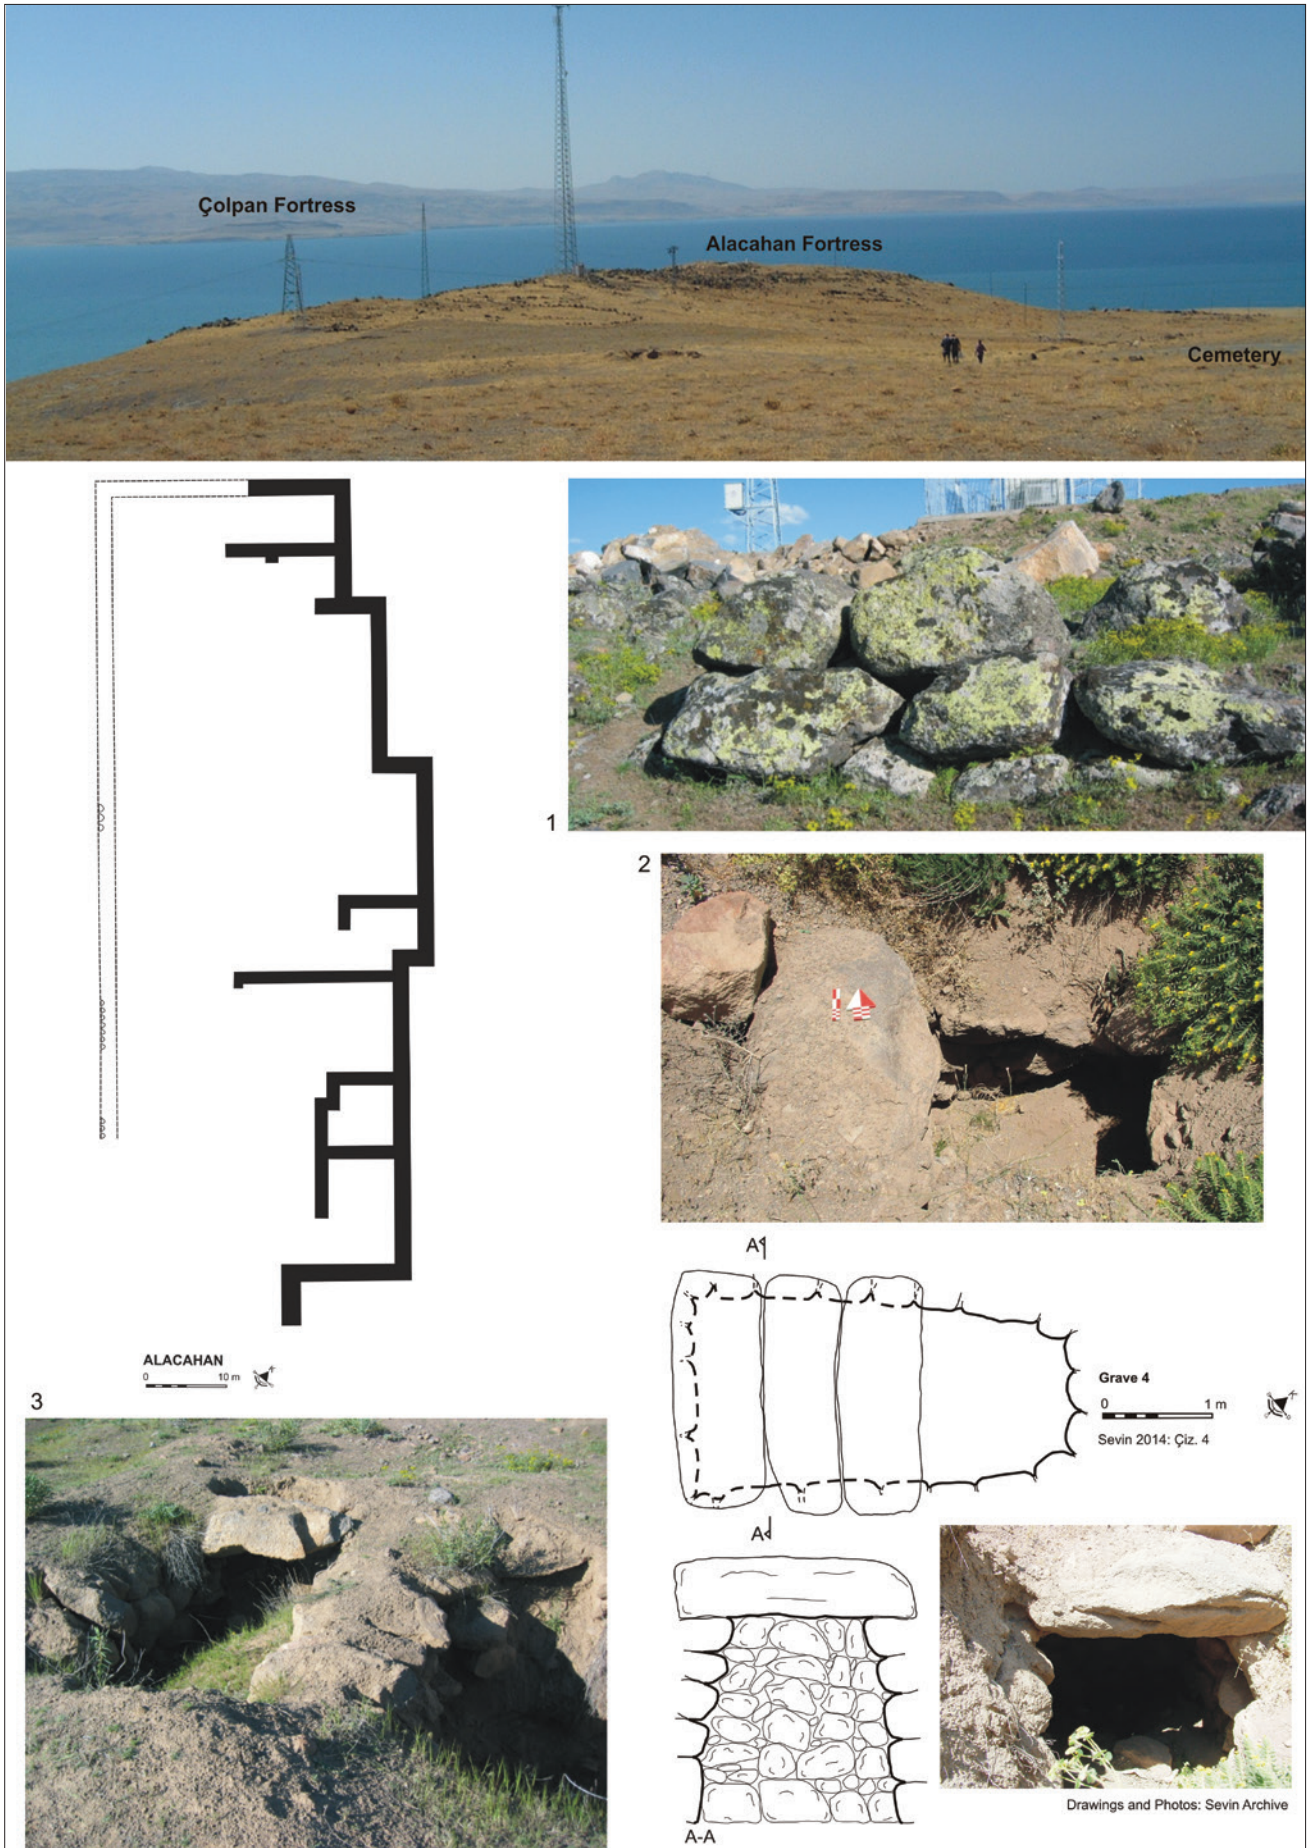 Çolpan Fortress
Alacahan Fortress
Cemetery
1
2
A
ALACAHAN
0 10 m
Grave 4
0 1 m
Sevin 2014: Çiz. 4
3
A
A-A
Drawings and Photos: Sevin Archive